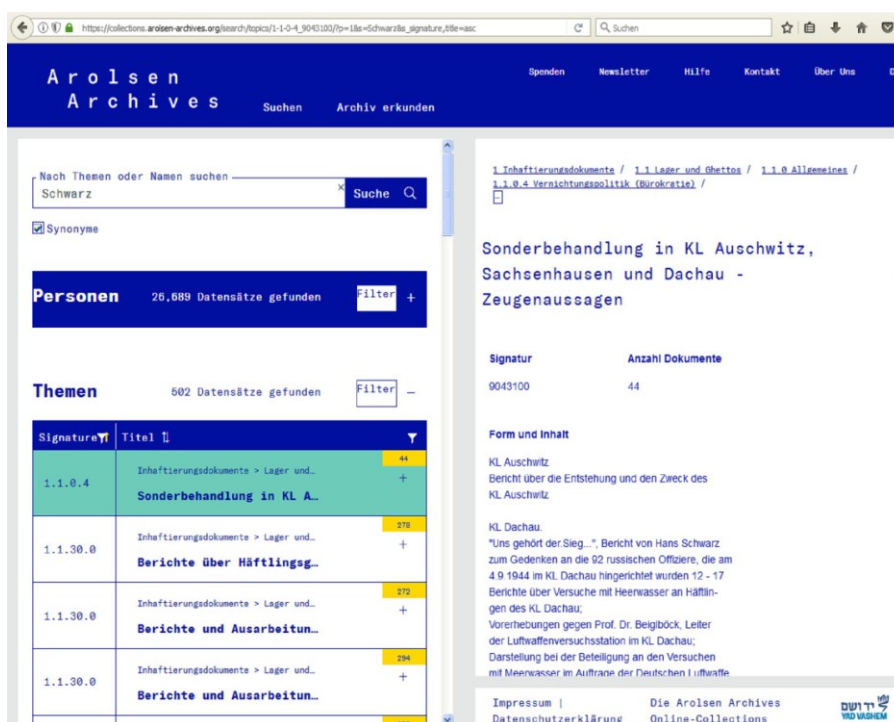 https://collections.arolsen-archives.org/search/topics/1-1-0-4_9043100/?p=1&s=Schwarz&s_signature,title=asc
Suchen
Arolsen
Archives
Suchen
Archiv erkunden
Spenden
Newsletter
Hilfe
Kontakt
Über Uns
D
Nach Themen oder Namen suchen
Schwarz
×
Suche
Synonyme
Personen
26,689 Datensätze gefunden
Filter
+
Themen
502 Datensätze gefunden
Filter
–
Signature
Titel
1.1.0.4
Inhaftierungsdokumente > Lager und…
Sonderbehandlung in KL A…
44
+
1.1.30.0
Inhaftierungsdokumente > Lager und…
Berichte über Häftlingsg…
278
+
1.1.30.0
Inhaftierungsdokumente > Lager und…
Berichte und Ausarbeitun…
272
+
1.1.30.0
Inhaftierungsdokumente > Lager und…
Berichte und Ausarbeitun…
294
+
1 Inhaftierungsdokumente / 1.1 Lager und Ghettos / 1.1.0 Allgemeines /
1.1.0.4 Vernichtungspolitik (Bürokratie) /
Sonderbehandlung in KL Auschwitz,
Sachsenhausen und Dachau -
Zeugenaussagen
Signatur
Anzahl Dokumente
9043100
44
Form und Inhalt
KL Auschwitz
Bericht über die Entstehung und den Zweck des
KL Auschwitz
KL Dachau.
"Uns gehört der.Sieg...", Bericht von Hans Schwarz
zum Gedenken an die 92 russischen Offiziere, die am
4.9 1944 im KL Dachau hingerichtet wurden 12 - 17
Berichte über Versuche mit Heerwasser an Häftlin-
gen des KL Dachau;
Vorerhebungen gegen Prof. Dr. Beiglböck, Leiter
der Luftwaffenversuchsstation im KL Dachau;
Darstellung bei der Beteiligung an den Versuchen
mit Meerwasser im Auftrage der Deutschen Luftwaffe
Impressum |
Datenschutzerklärung
Die Arolsen Archives
Online-Collections
יד ושם
YAD VASHEM